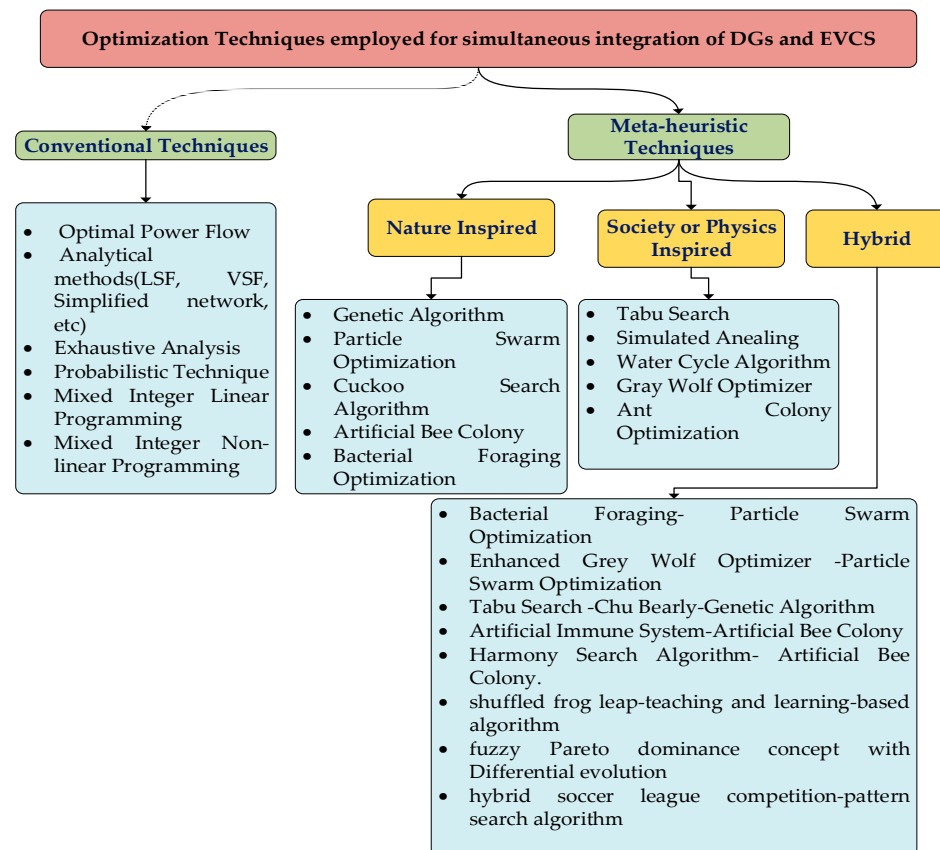 Optimization Techniques employed for simultaneous integration of DGs and EVCS
Conventional Techniques
Meta-heuristic
Techniques
Nature Inspired
Society or Physics
Inspired
Hybrid
• Optimal Power Flow
• Analytical
methods(LSF, VSF,
Simplified network,
etc)
• Exhaustive Analysis
• Probabilistic Technique
• Mixed Integer Linear
Programming
• Mixed Integer Non-
linear Programming
• Genetic Algorithm
• Particle Swarm
Optimization
• Cuckoo Search
Algorithm
• Artificial Bee Colony
• Bacterial Foraging
Optimization
• Tabu Search
• Simulated Anealing
• Water Cycle Algorithm
• Gray Wolf Optimizer
• Ant Colony
Optimization
• Bacterial Foraging- Particle Swarm
Optimization
• Enhanced Grey Wolf Optimizer -Particle
Swarm Optimization
• Tabu Search -Chu Bearly-Genetic Algorithm
• Artificial Immune System-Artificial Bee Colony
• Harmony Search Algorithm- Artificial Bee
Colony.
• shuffled frog leap-teaching and learning-based
algorithm
• fuzzy Pareto dominance concept with
Differential evolution
• hybrid soccer league competition-pattern
search algorithm